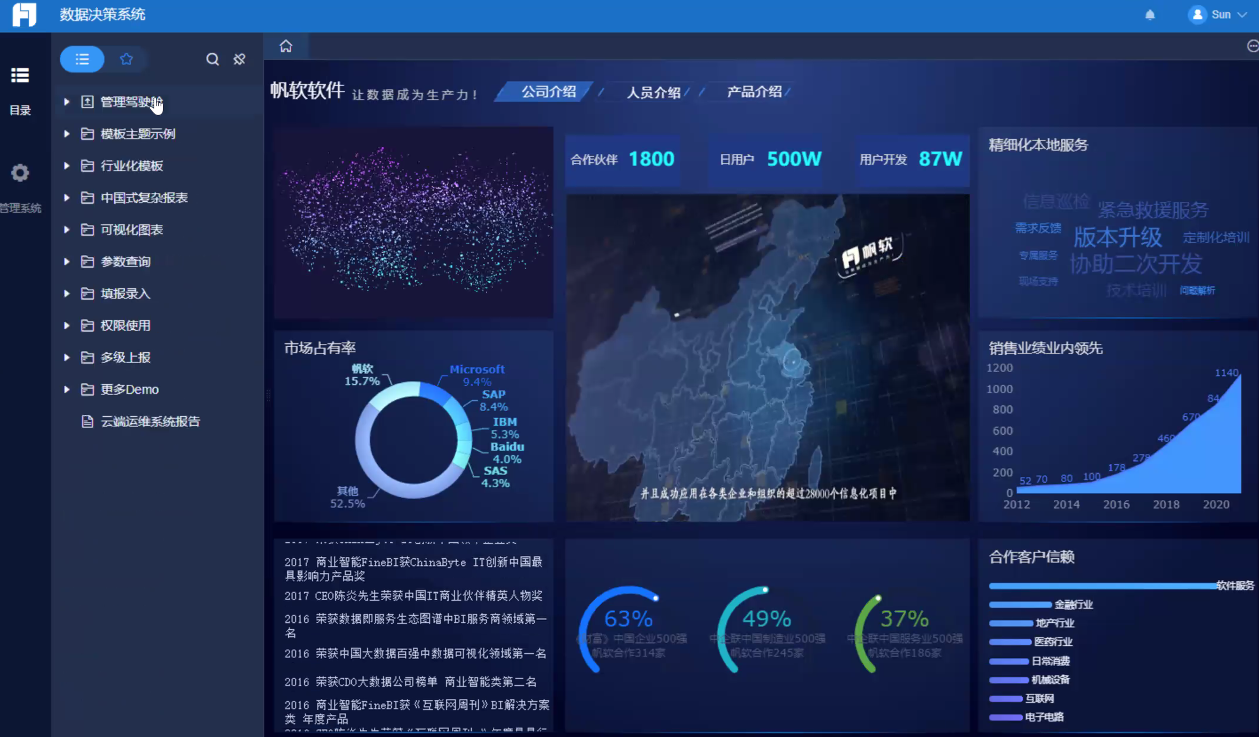 数据决策系统
Sun
目录
管理系统
管理驾驶舱
模板主题示例
行业化模板
中国式复杂报表
可视化图表
参数查询
填报录入
权限使用
多级上报
更多Demo
云端运维系统报告
帆软软件 让数据成为生产力!
公司介绍 人员介绍 产品介绍
合作伙伴 1800
日用户 500W
用户开发 87W
帆软
并且成功应用在各类企业和组织的超过28000个信息化项目中
精细化本地服务
信息巡检
紧急救援服务
需求反馈
版本升级
定制化培训
专属服务
协助二次开发
现场支持
技术培训
问题解析
市场占有率
帆软
15.7%
Microsoft
9.4%
SAP
8.4%
IBM
5.3%
Baidu
4.0%
SAS
4.3%
其他
52.5%
销售业绩业内领先
1200
1000
800
600
400
200
0
52 70 80 100 178 460 670 1140
2012 2014 2016 2018 2020
2017 商业智能FineBI获ChinaByte IT创新中国最
具影响力产品奖
2017 CEO陈炎先生荣获中国IT商业伙伴精英人物奖
2016 荣获数据即服务生态图谱中BI服务商领域第一
名
2016 荣获中国大数据百强中数据可视化领域第一名
2016 荣获CDO大数据公司榜单 商业智能类第二名
2016 商业智能FineBI获《互联网周刊》BI解决方案
类 年度产品
63%
《财富》中国企业500强
帆软合作314家
49%
中企联中国制造业500强
帆软合作245家
37%
中企联中国服务业500强
帆软合作186家
合作客户信赖
软件服务
金融行业
地产行业
医药行业
日常消费
机械设备
互联网
电子电路